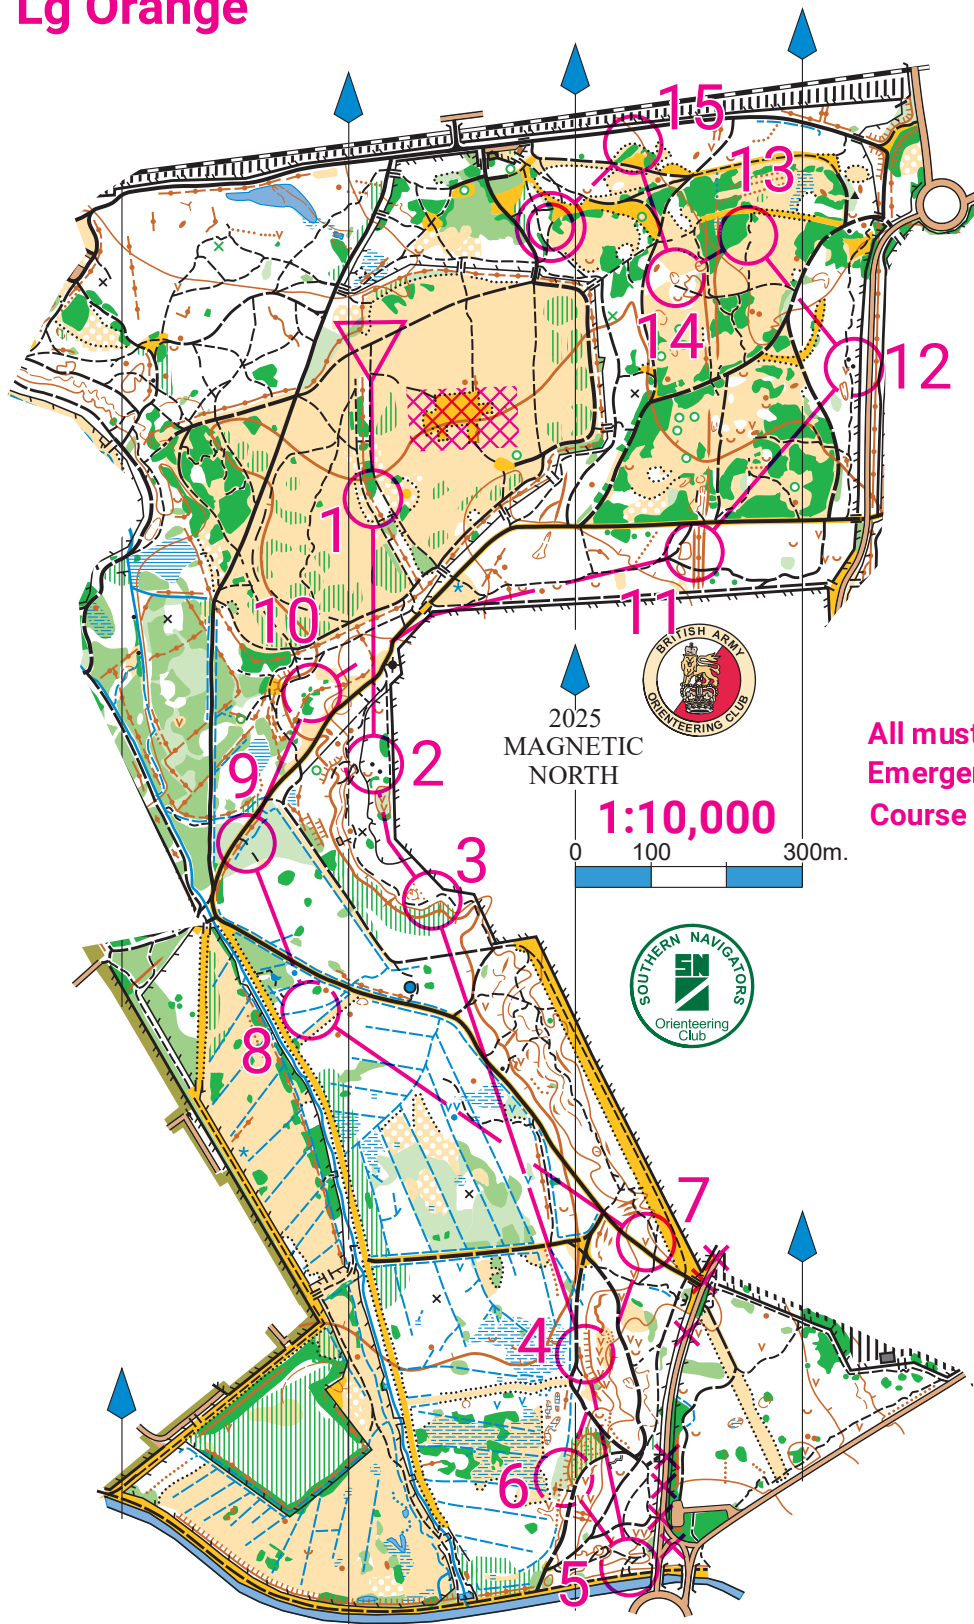 Lg Orange
15
13
14
12
1
10
11
BRITISH ARMY
ORIENTEERING CLUB
2025
MAGNETIC
NORTH
All must
Emerger
Course
2
9
1:10,000
0 100 300m.
3
SOUTHERN NAVIGATORS
SN
Orienteering
Club
8
7
4
6
5